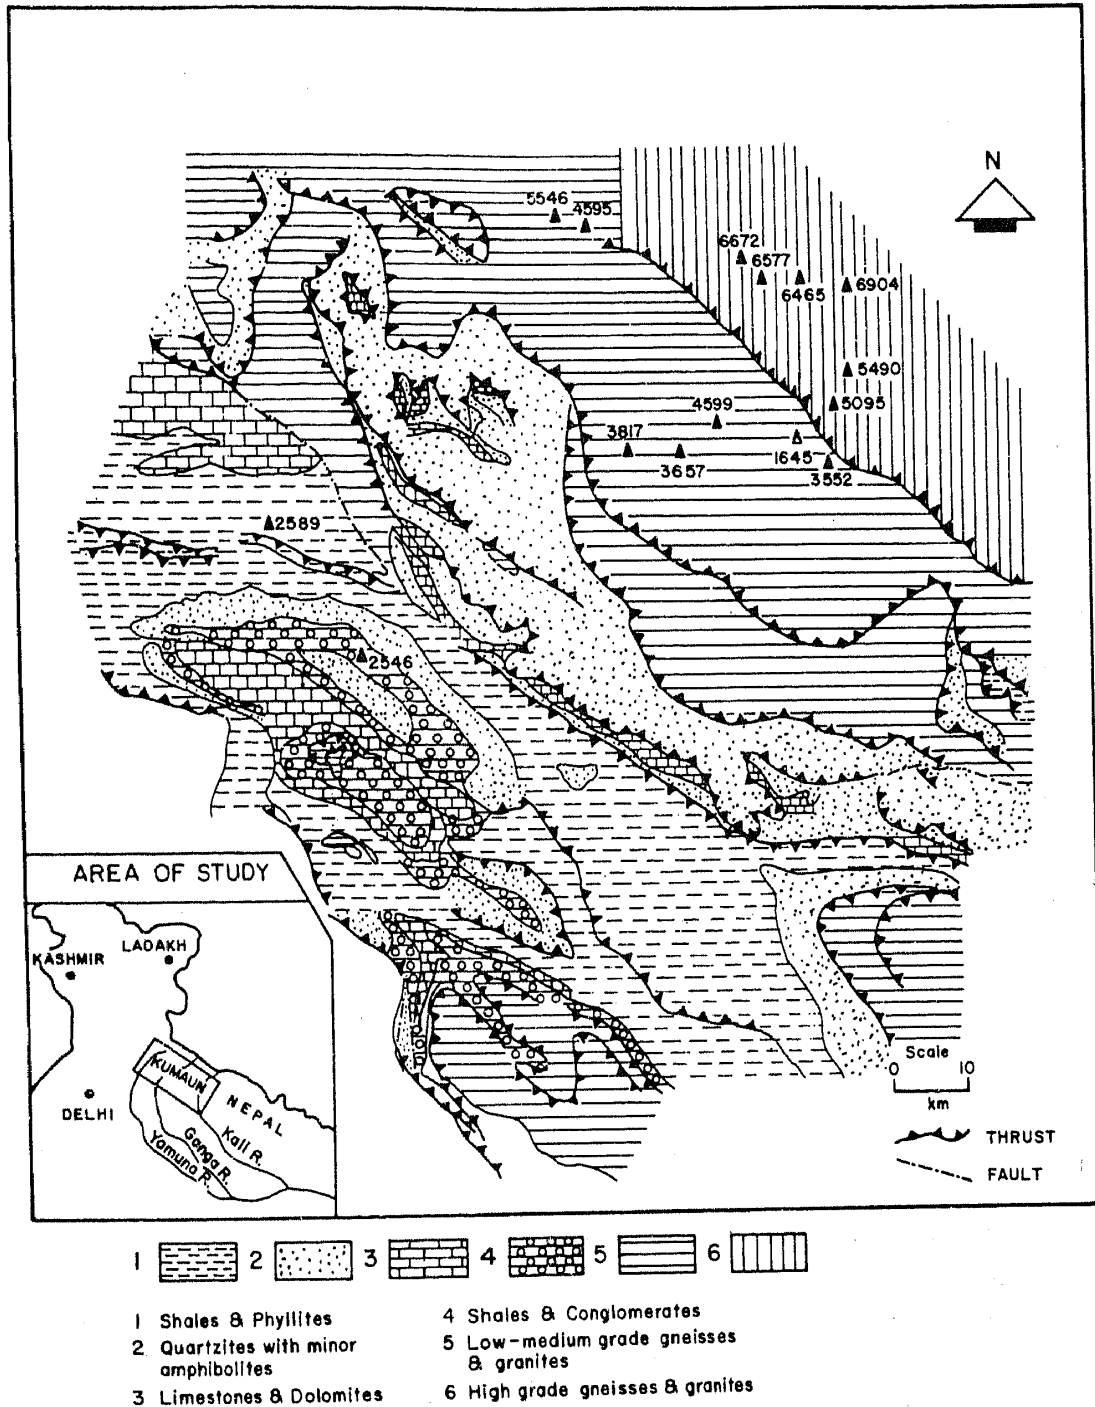 N
5546
4595
6672
6577
6465
6904
5490
5095
4599
3817
3657
1645
3552
2589
2546
AREA OF STUDY
KASHMIR
LADAKH
KUMAUN
DELHI
NEPAL
Kali R.
Ganga R.
Yamuna R.
Scale
0 10
km
THRUST
FAULT
1 2 3 4 5 6
1 Shales & Phyllites
2 Quartzites with minor
amphibolites
3 Limestones & Dolomites
4 Shales & Conglomerates
5 Low-medium grade gneisses
& granites
6 High grade gneisses & granites